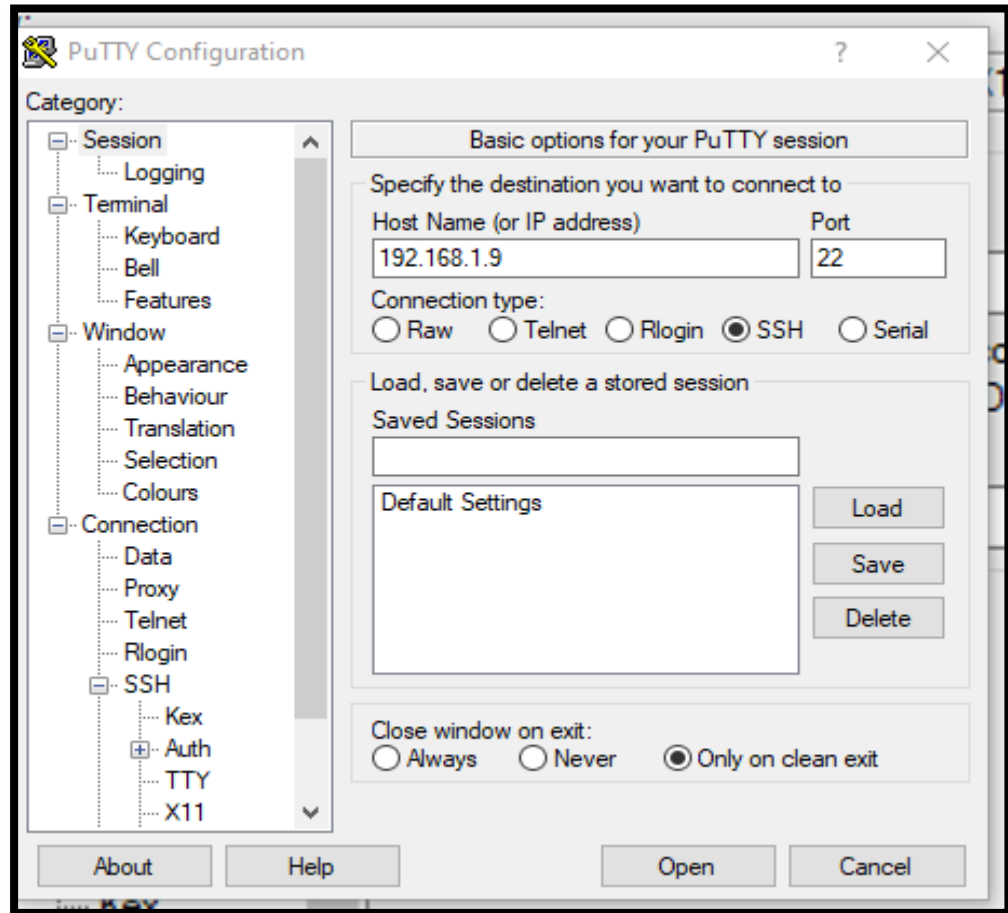 PuTTY Configuration
?
Category:
Session
Logging
Terminal
Keyboard
Bell
Features
Window
Appearance
Behaviour
Translation
Selection
Colours
Connection
Data
Proxy
Telnet
Rlogin
SSH
Kex
Auth
TTY
X11
Basic options for your PuTTY session
Specify the destination you want to connect to
Host Name (or IP address) Port
192.168.1.9 22
Connection type:
Raw Telnet Rlogin SSH Serial
Load, save or delete a stored session
Saved Sessions
Default Settings
Load
Save
Delete
Close window on exit:
Always Never Only on clean exit
About Help Open Cancel